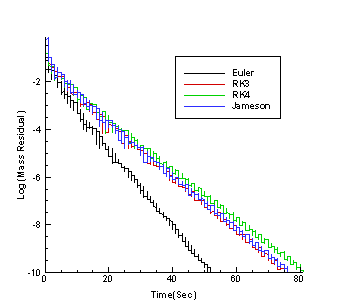 Euler
RK3
RK4
Jameson
-2
-4
-6
-8
-10
Log (Mass Residual)
0 20 40 60 80
Time(Sec)